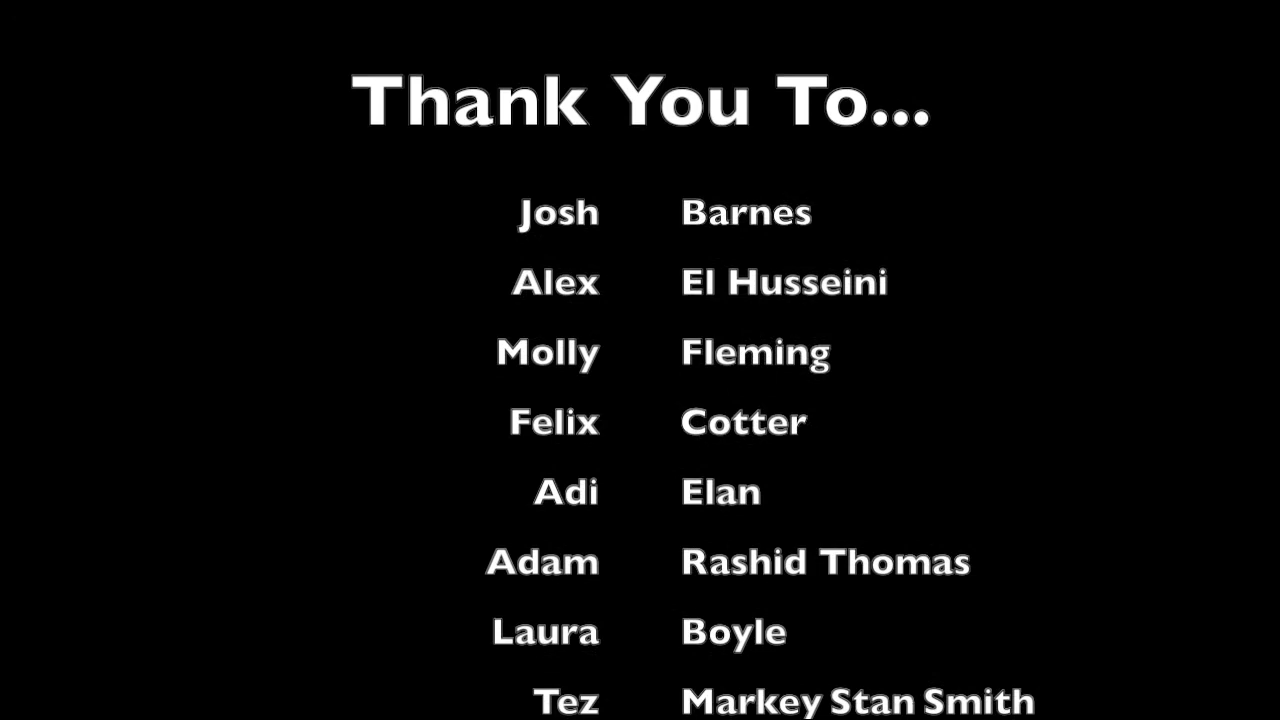 Thank You To...
Josh Barnes
Alex El Husseini
Molly Fleming
Felix Cotter
Adi Elan
Adam Rashid Thomas
Laura Boyle
Tez Markey Stan Smith